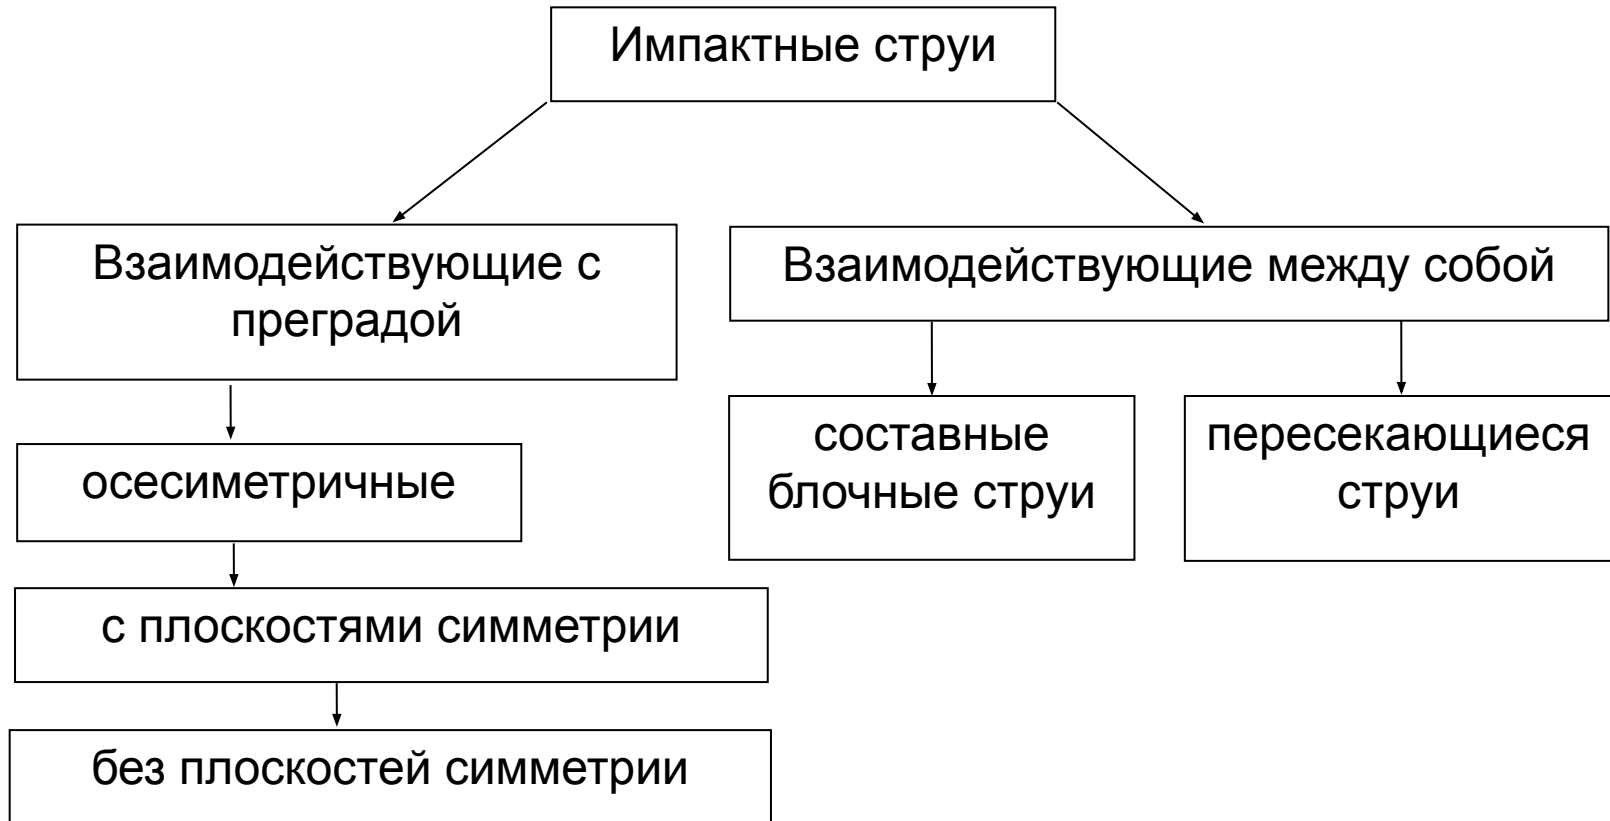 Импактные струи
Взаимодействующие с
преградой
Взаимодействующие между собой
осесиметричные
составные
блочные струи
пересекающиеся
струи
с плоскостями симметрии
без плоскостей симметрии